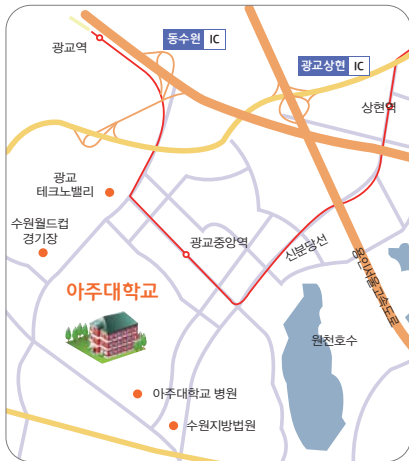 동수원 IC
광교역
광교상현 IC
상현역
광교
테크노밸리
수원월드컵
경기장
광교중앙역
신분당선
용인서울고속도로
아주대학교
원천호수
아주대학교 병원
수원지방법원